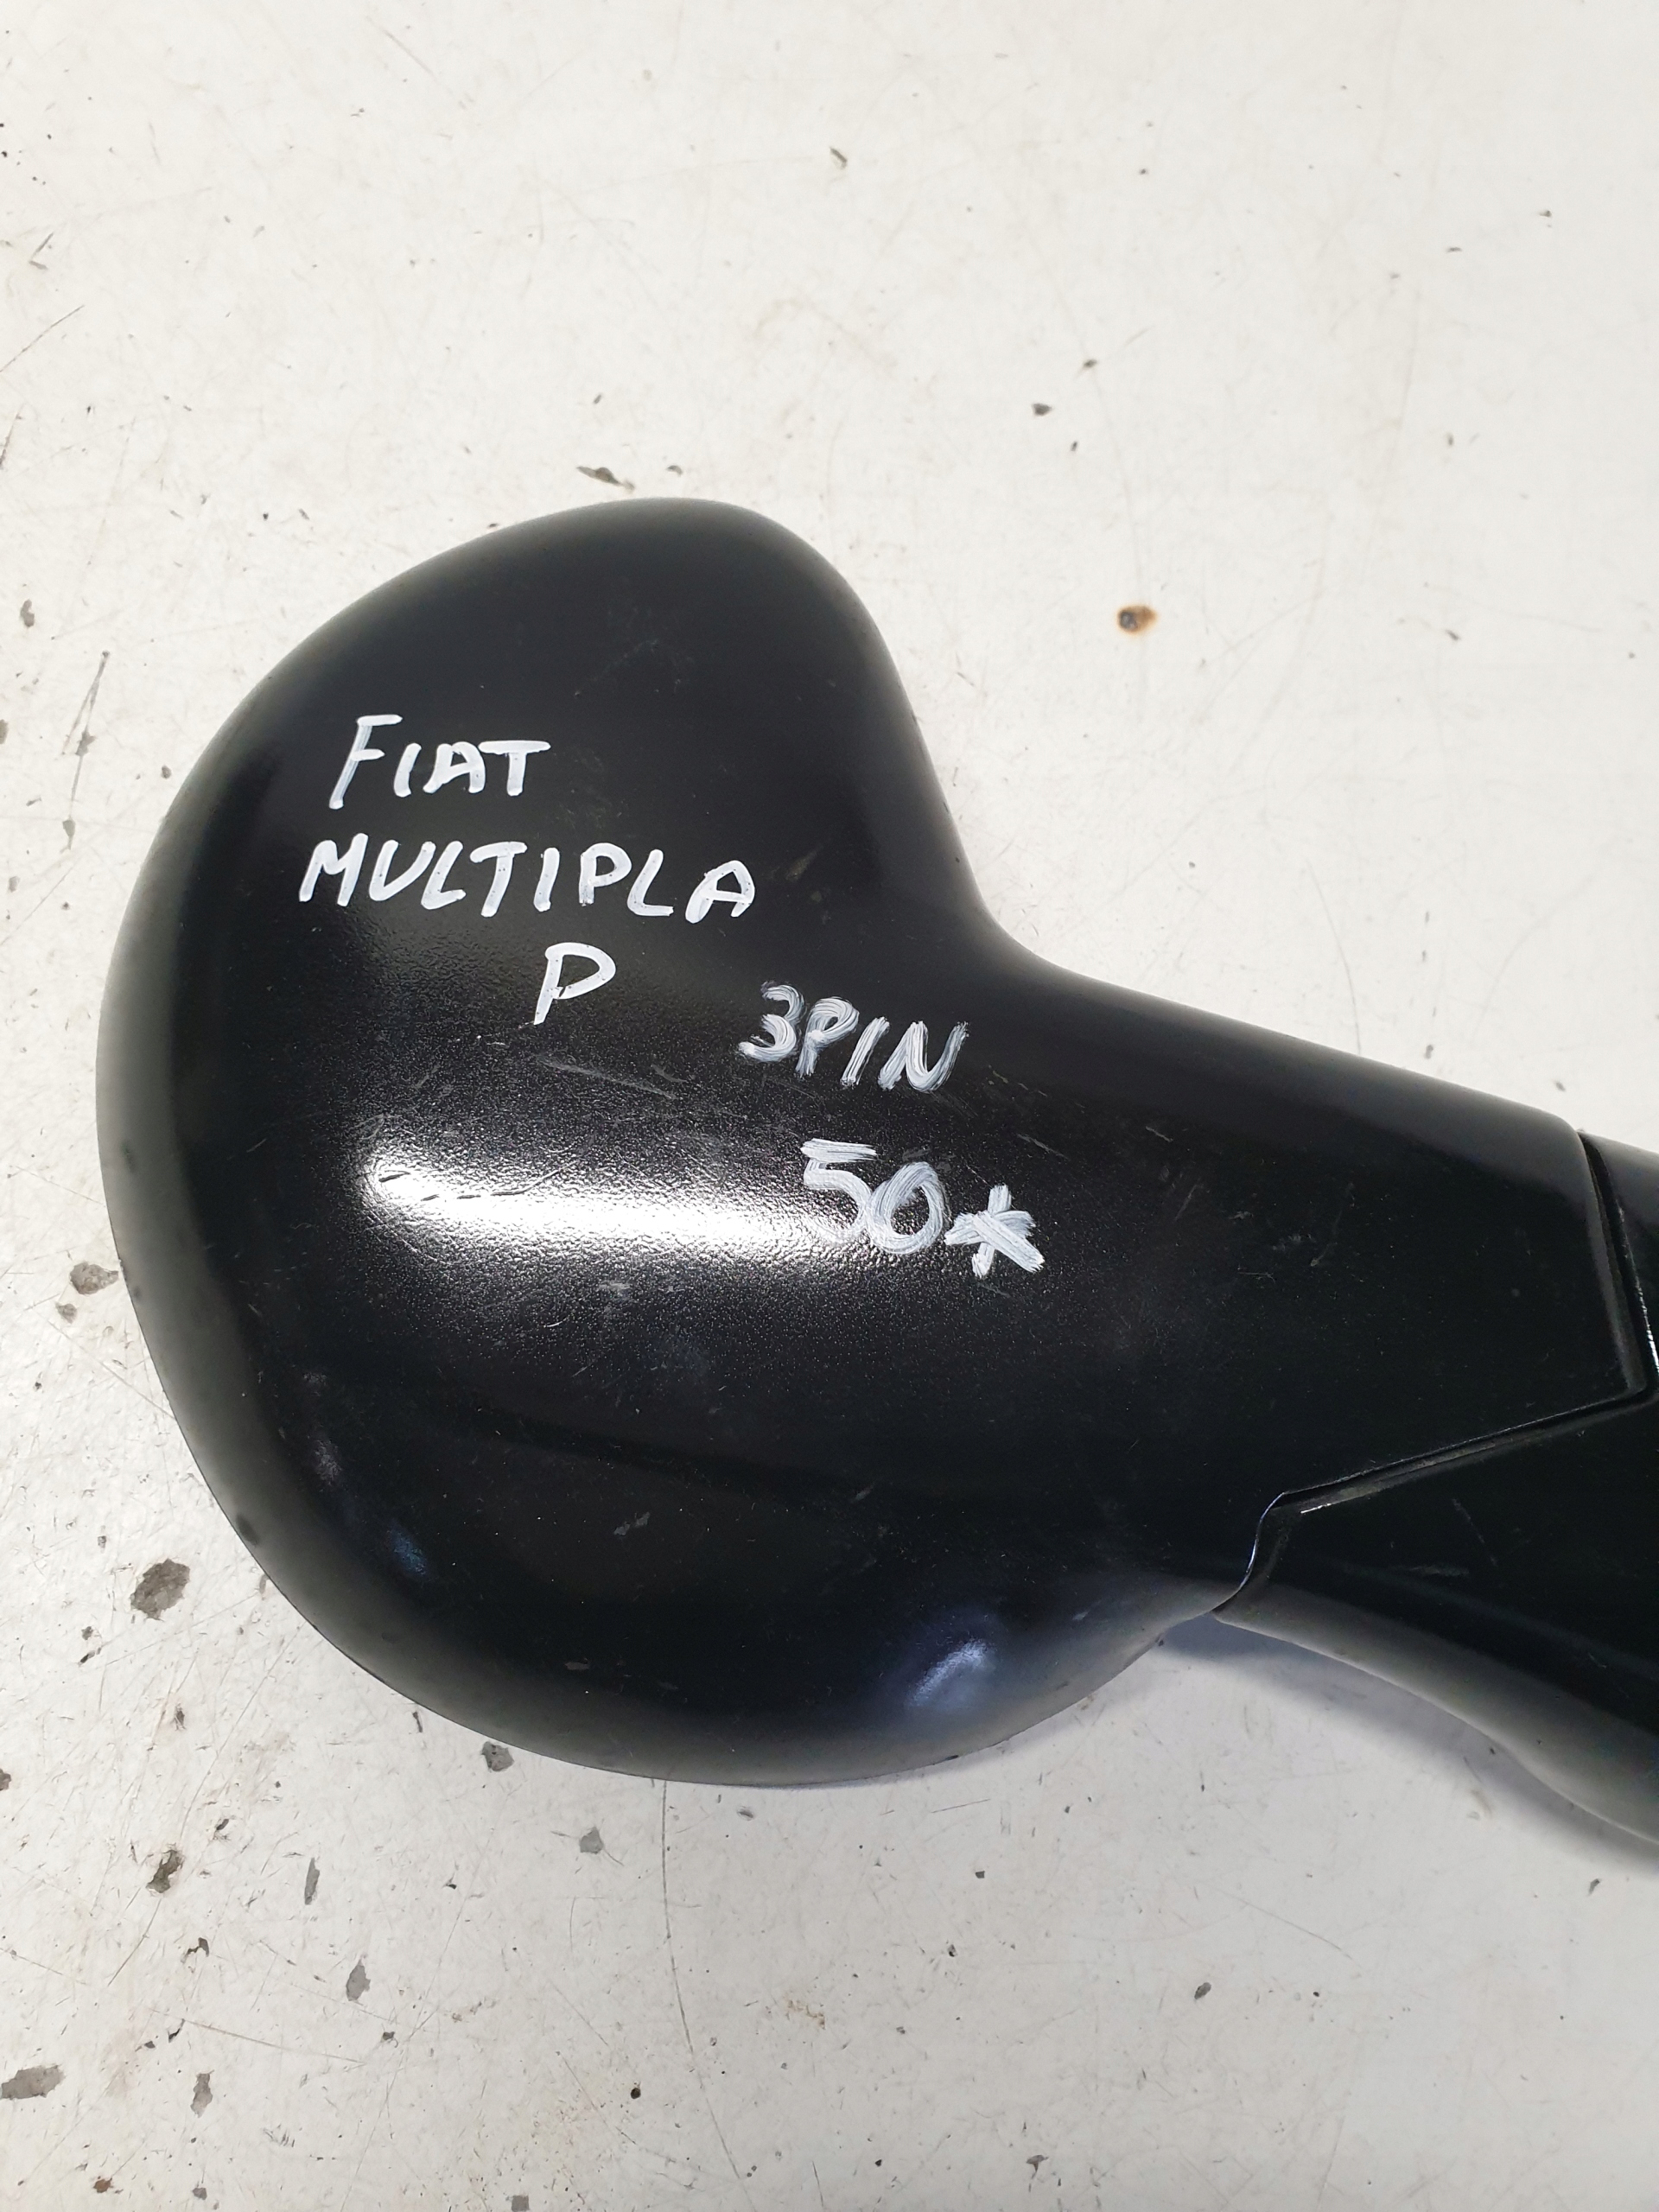 FIAT
MULTIPLA
P
3PIN
50*